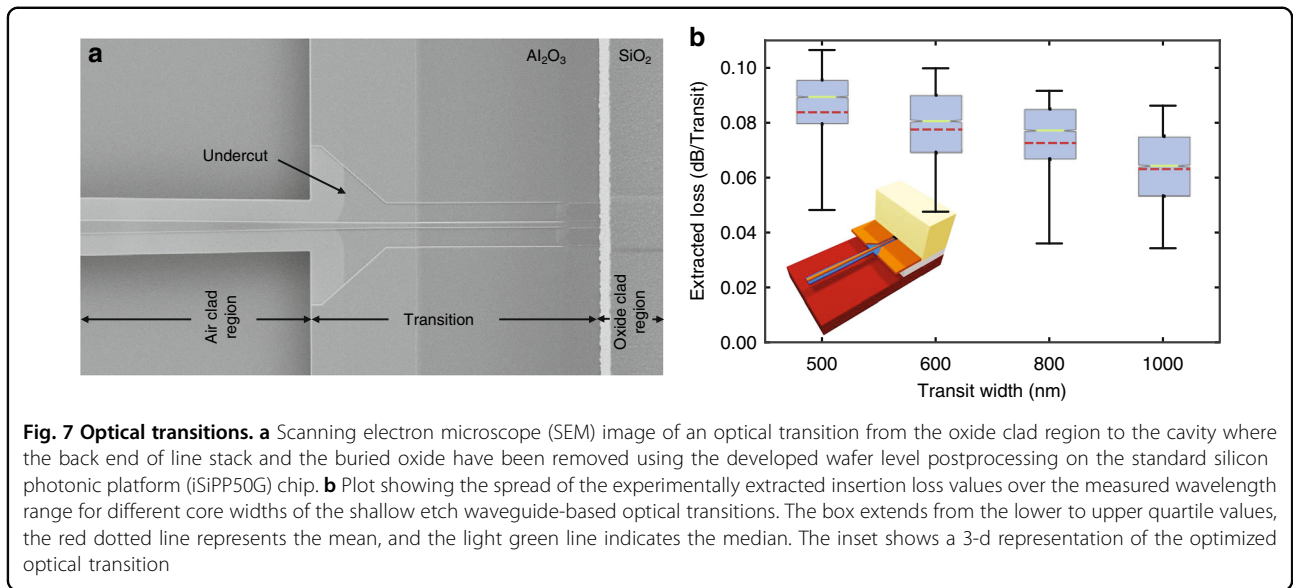 a
Al₂O₃
SiO₂
Undercut
Air clad
region
Transition
Oxide clad
region
b
Extracted loss (dB/Transit)
0.10
0.08
0.06
0.04
0.02
0.00
500
600
800
1000
Transit width (nm)
Fig. 7 Optical transitions. a Scanning electron microscope (SEM) image of an optical transition from the oxide clad region to the cavity where
the back end of line stack and the buried oxide have been removed using the developed wafer level postprocessing on the standard silicon
photonic platform (iSiPP50G) chip. b Plot showing the spread of the experimentally extracted insertion loss values over the measured wavelength
range for different core widths of the shallow etch waveguide-based optical transitions. The box extends from the lower to upper quartile values,
the red dotted line represents the mean, and the light green line indicates the median. The inset shows a 3-d representation of the optimized
optical transition